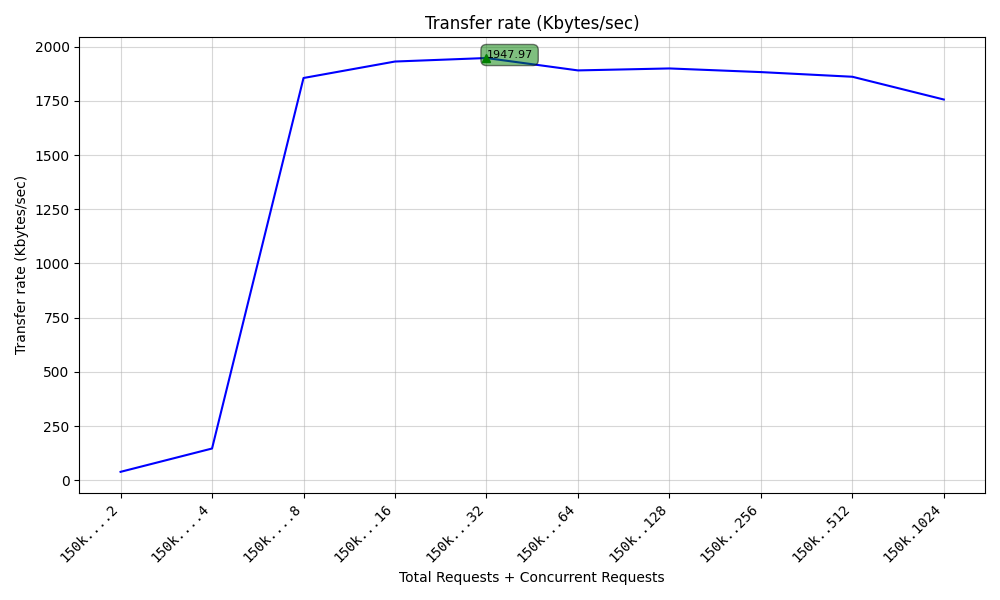 Transfer rate (Kbytes/sec)
1947.97
Transfer rate (Kbytes/sec)
2000
1750
1500
1250
1000
750
500
250
0
150k....2
150k....4
150k....8
150k...16
150k...32
150k...64
150k..128
150k..256
150k..512
150k.1024
Total Requests + Concurrent Requests